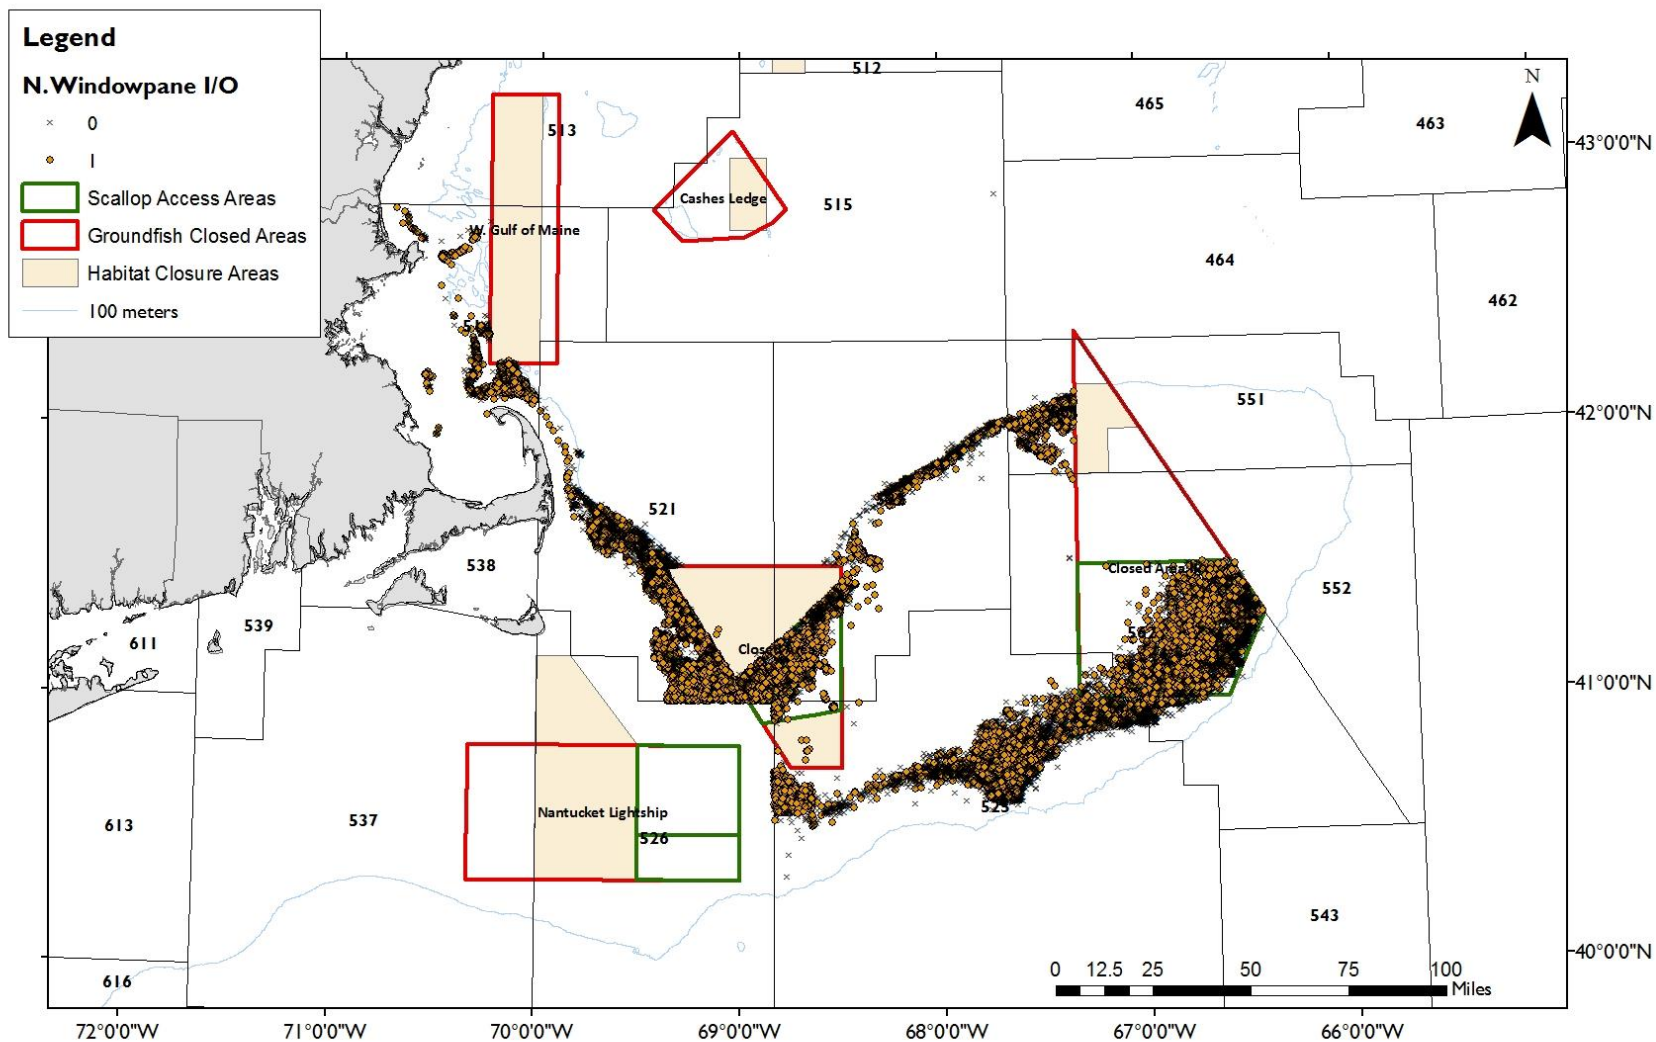 Legend
N. Windowpane I/O
0
1
Scallop Access Areas
Groundfish Closed Areas
Habitat Closure Areas
100 meters
N
512
465
463
513
43°0'0"N
Cashes Ledge
515
W. Gulf of Maine
464
462
551
42°0'0"N
521
538
Closed Area
552
539
611
41°0'0"N
523
Nantucket Lightship
613
537
526
543
40°0'0"N
0 12.5 25 50 75 100
Miles
616
72°0'0"W 71°0'0"W 70°0'0"W 69°0'0"W 68°0'0"W 67°0'0"W 66°0'0"W